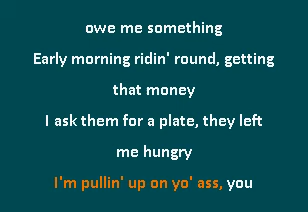 owe me something
Early morning ridin' round, getting
that money
I ask them for a plate, they left
me hungry
I'm pullin' up on yo' ass, you